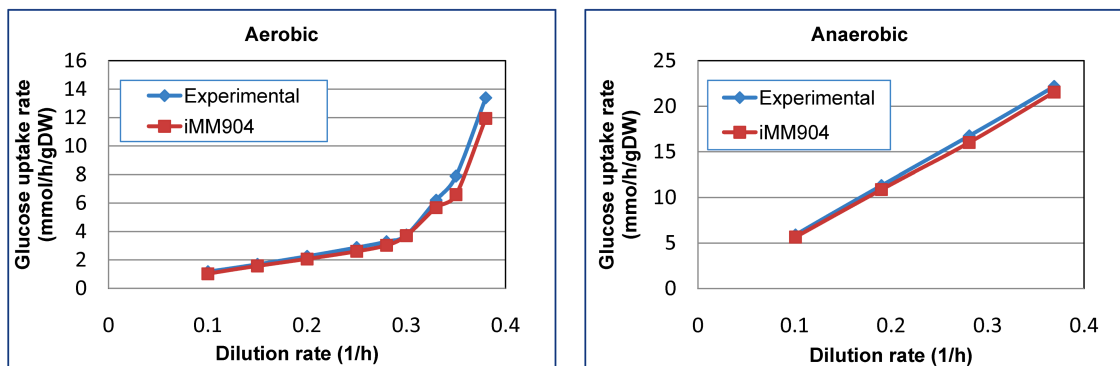 Aerobic
Glucose uptake rate
(mmol/h/gDW)
16
14
12
10
8
6
4
2
0
Experimental
iMM904
0
0.1
0.2
0.3
0.4
Dilution rate (1/h)
Anaerobic
Glucose uptake rate
(mmo/h/gDW)
25
20
15
10
5
0
Experimental
iMM904
0
0.1
0.2
0.3
0.4
Dilution rate (1/h)